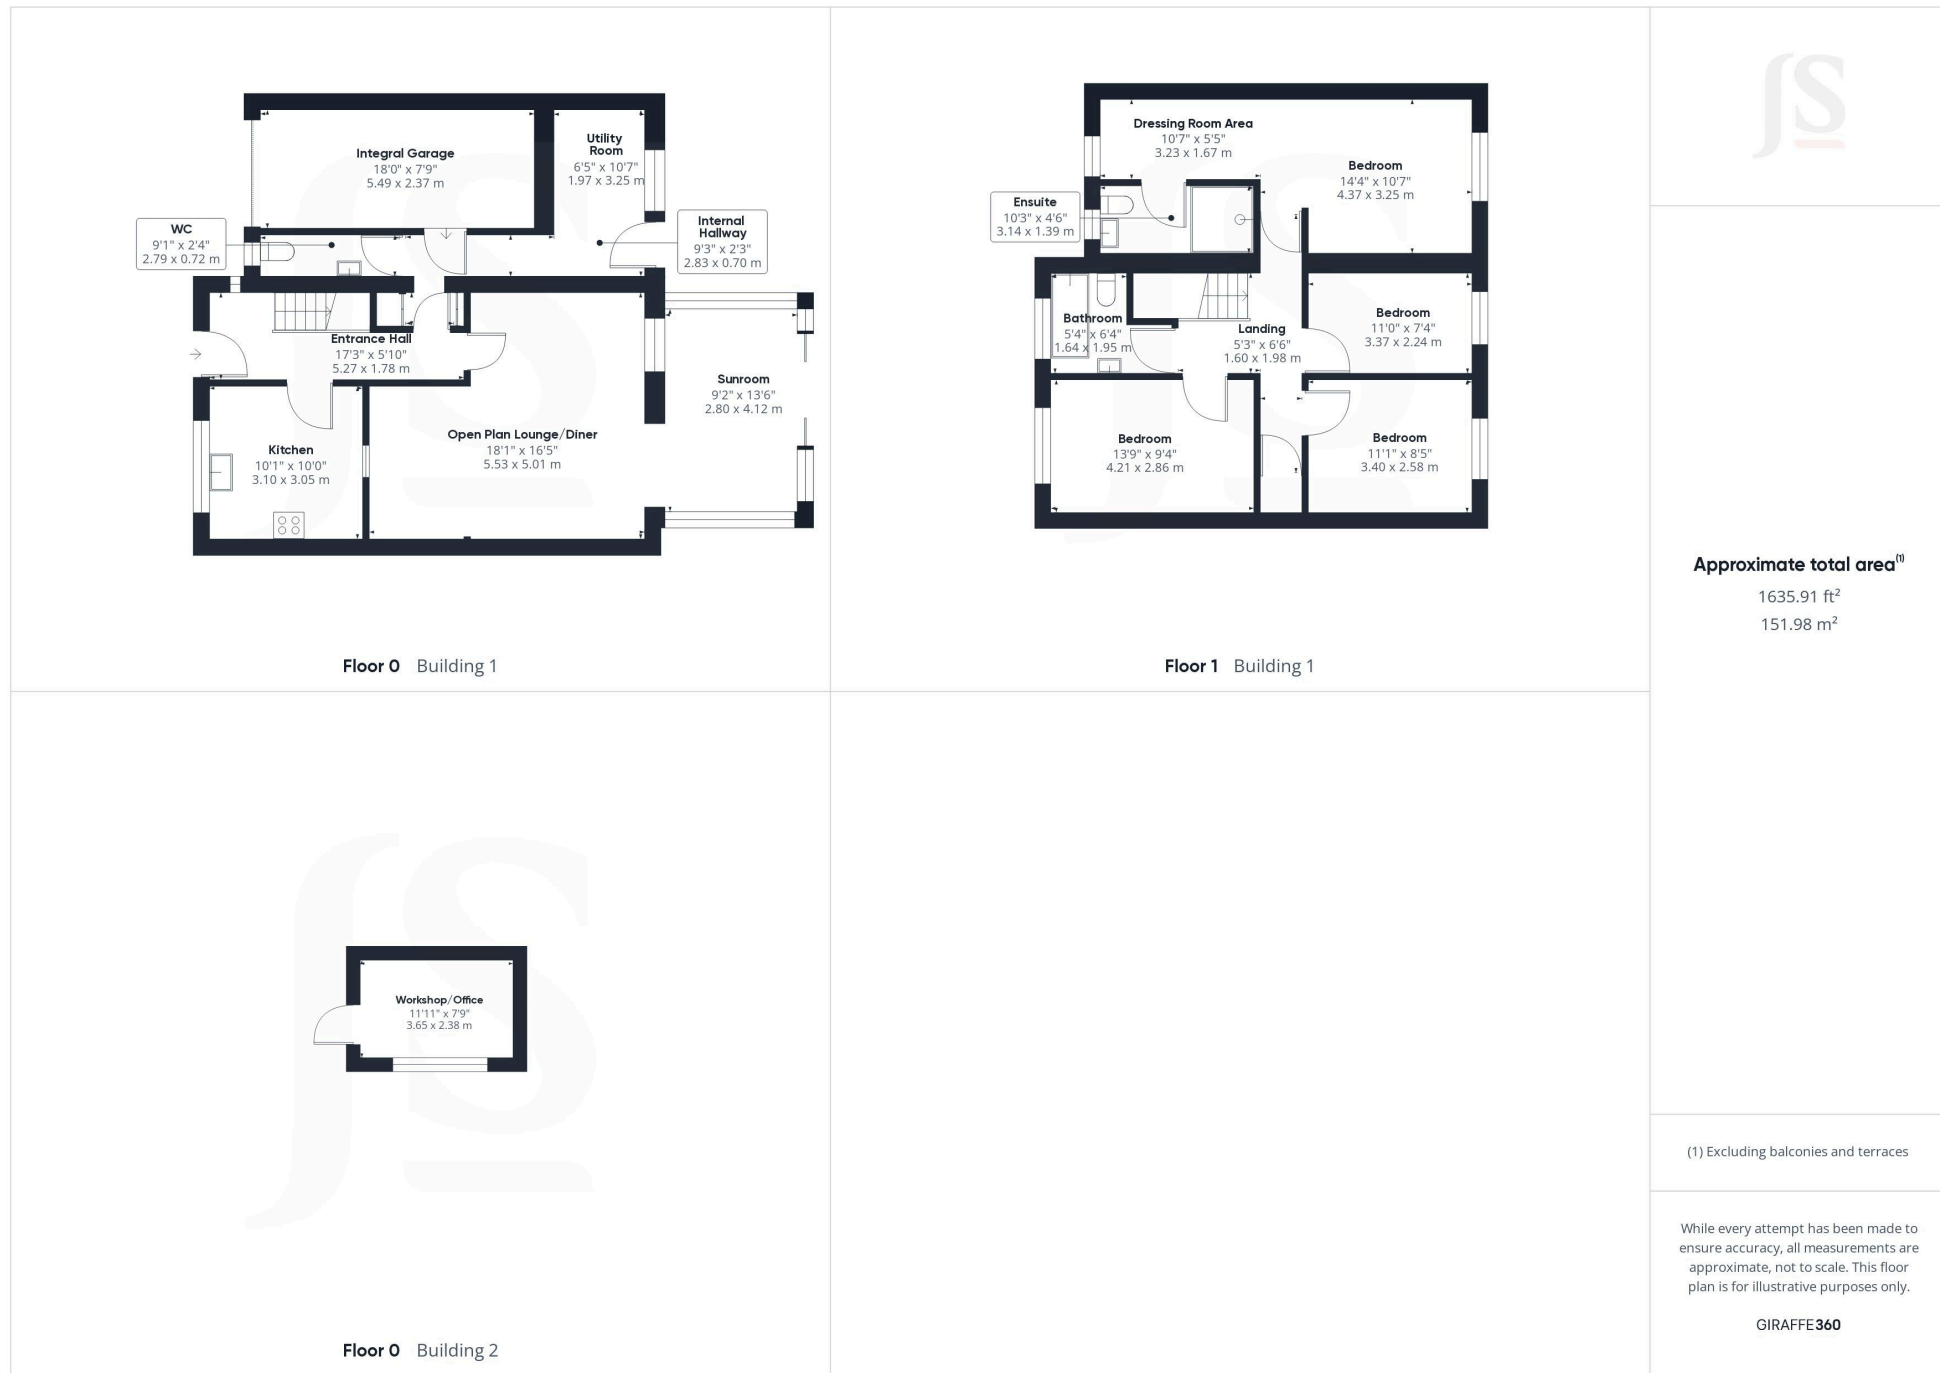 Integral Garage
18'0" x 7'9"
5.49 x 2.37 m
Utility
Room
6'5" x 10'7"
1.97 x 3.25 m
WC
9'1" x 2'4"
2.79 x 0.72 m
Internal
Hallway
9'3" x 2'3"
2.83 x 0.70 m
Entrance Hall
17'3" x 5'10"
5.27 x 1.78 m
Sunroom
9'2" x 13'6"
2.80 x 4.12 m
Kitchen
10'1" x 10'0"
3.10 x 3.05 m
Open Plan Lounge/Diner
18'1" x 16'5"
5.53 x 5.01 m
Floor 0 Building 1
Dressing Room Area
10'7" x 5'5"
3.23 x 1.67 m
Bedroom
14'4" x 10'7"
4.37 x 3.25 m
Ensuite
10'3" x 4'6"
3.14 x 1.39 m
Bathroom
5'4" x 6'4"
1.64 x 1.95 m
Landing
5'3" x 6'6"
1.60 x 1.98 m
Bedroom
11'0" x 7'4"
3.37 x 2.24 m
Bedroom
13'9" x 9'4"
4.21 x 2.86 m
Bedroom
11'1" x 8'5"
3.40 x 2.58 m
Floor 1 Building 1
Workshop/Office
11'11" x 7'9"
3.65 x 2.38 m
Floor 0 Building 2
JS
Approximate total area(1)
1635.91 ft²
151.98 m²
(1) Excluding balconies and terraces
While every attempt has been made to
ensure accuracy, all measurements are
approximate, not to scale. This floor
plan is for illustrative purposes only.
GIRAFFE360